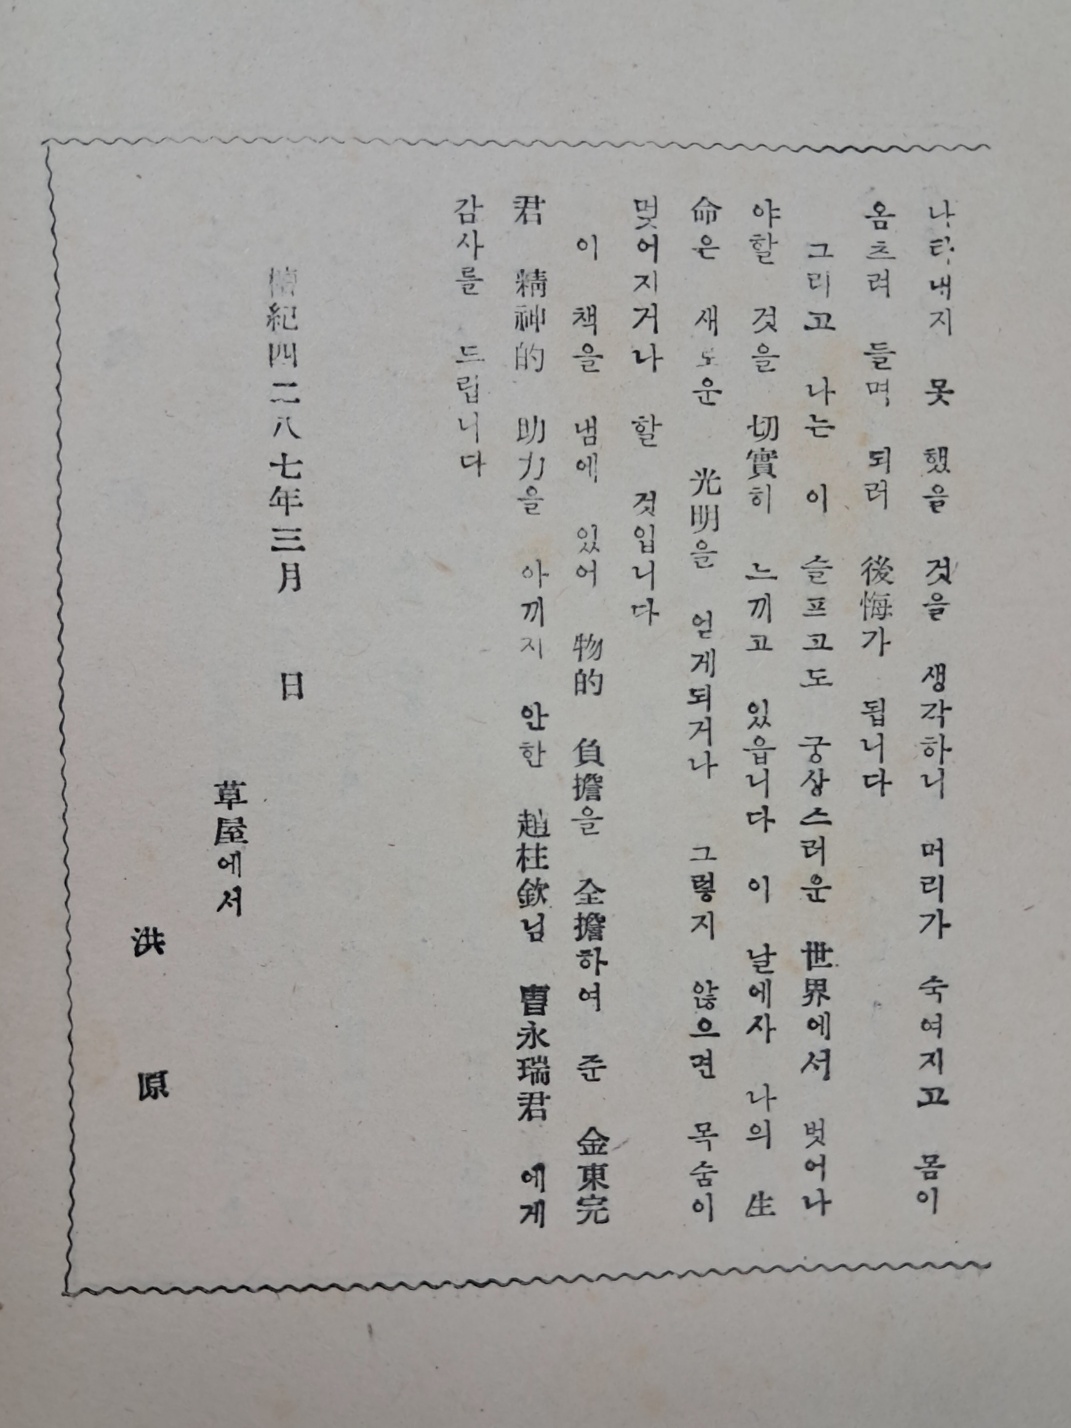 나타내지 못 했을 것을 생각하니 머리가 숙여지고 몸이
옴츠려 들며 되려 後悔가 됩니다
그리고 나는 이 슬프고도 궁상스러운 世界에서 벗어나
야할 것을 切實히 느끼고 있읍니다 이 날에자 나의 生
命은 새로운 光明을 얻게되거나 그렇지 않으면 목숨이
멎어지거나 할 것입니다
이 책을 냄에 있어 物的 負擔을 全擔하여 준 金東完
君 精神的 助力을 아끼지 안한 趙柱欽님 曺永瑞君 에게
감사를 드립니다
檀紀四二八七年三月 日
草屋에서
洪原